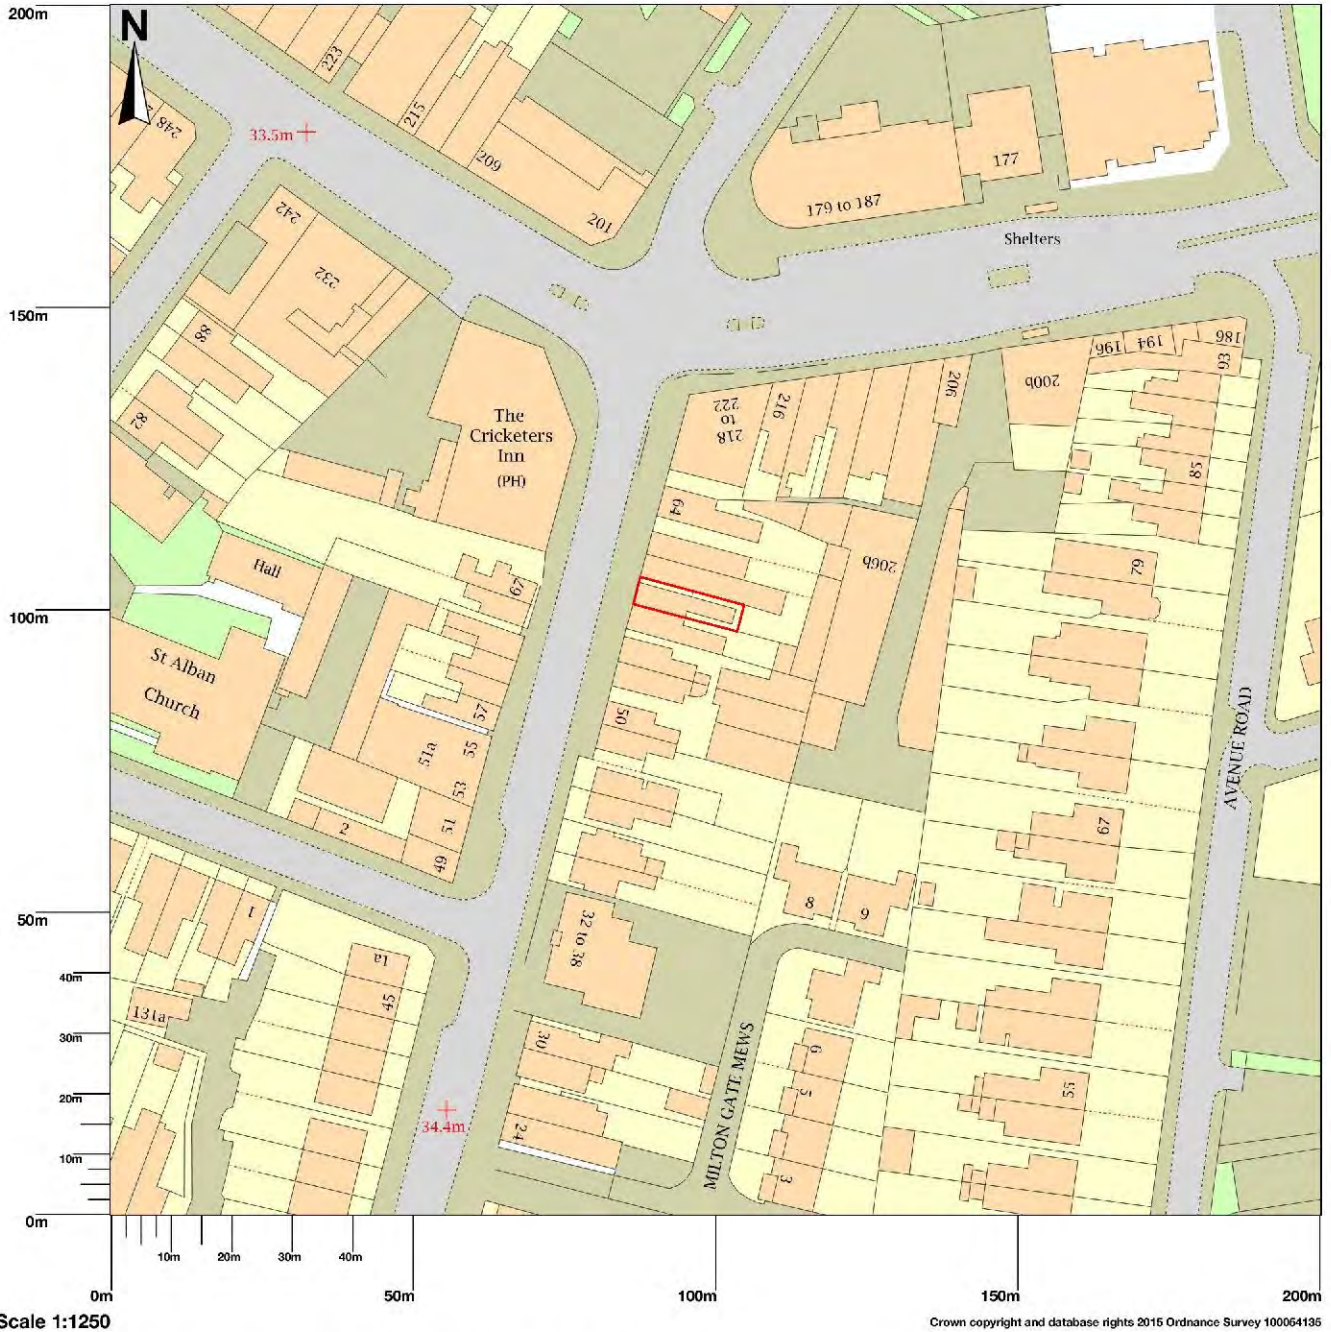 200m
N
223
215
248
33.5m
209
177
201
179 to 187
242
Shelters
232
150m
88
186
194
196
93
200b
206
216
222
to
218
82
The
Cricketers
Inn
(PH)
85
64
Hall
206b
79
67
100m
St Alban
Church
57
50
55
51a
53
AVENUE ROAD
51
2
49
67
8
9
1
50m
32 to 38
1a
40m
45
131a
30m
30
6
MILTON GATE MEWS
5
55
20m
34.4m
24
10m
3
0m
10m
20m
30m
40m
0m
50m
100m
150m
200m
Scale 1:1250
Crown copyright and database rights 2015 Ordnance Survey 100064135